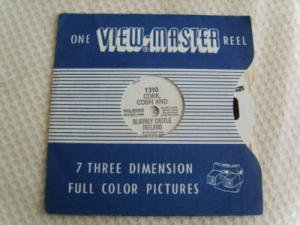 ONE VIEW-MASTER REEL
1310
CORK,
COBH AND
BLARNEY CASTLE
IRELAND
7 THREE DIMENSION
FULL COLOR PICTURES